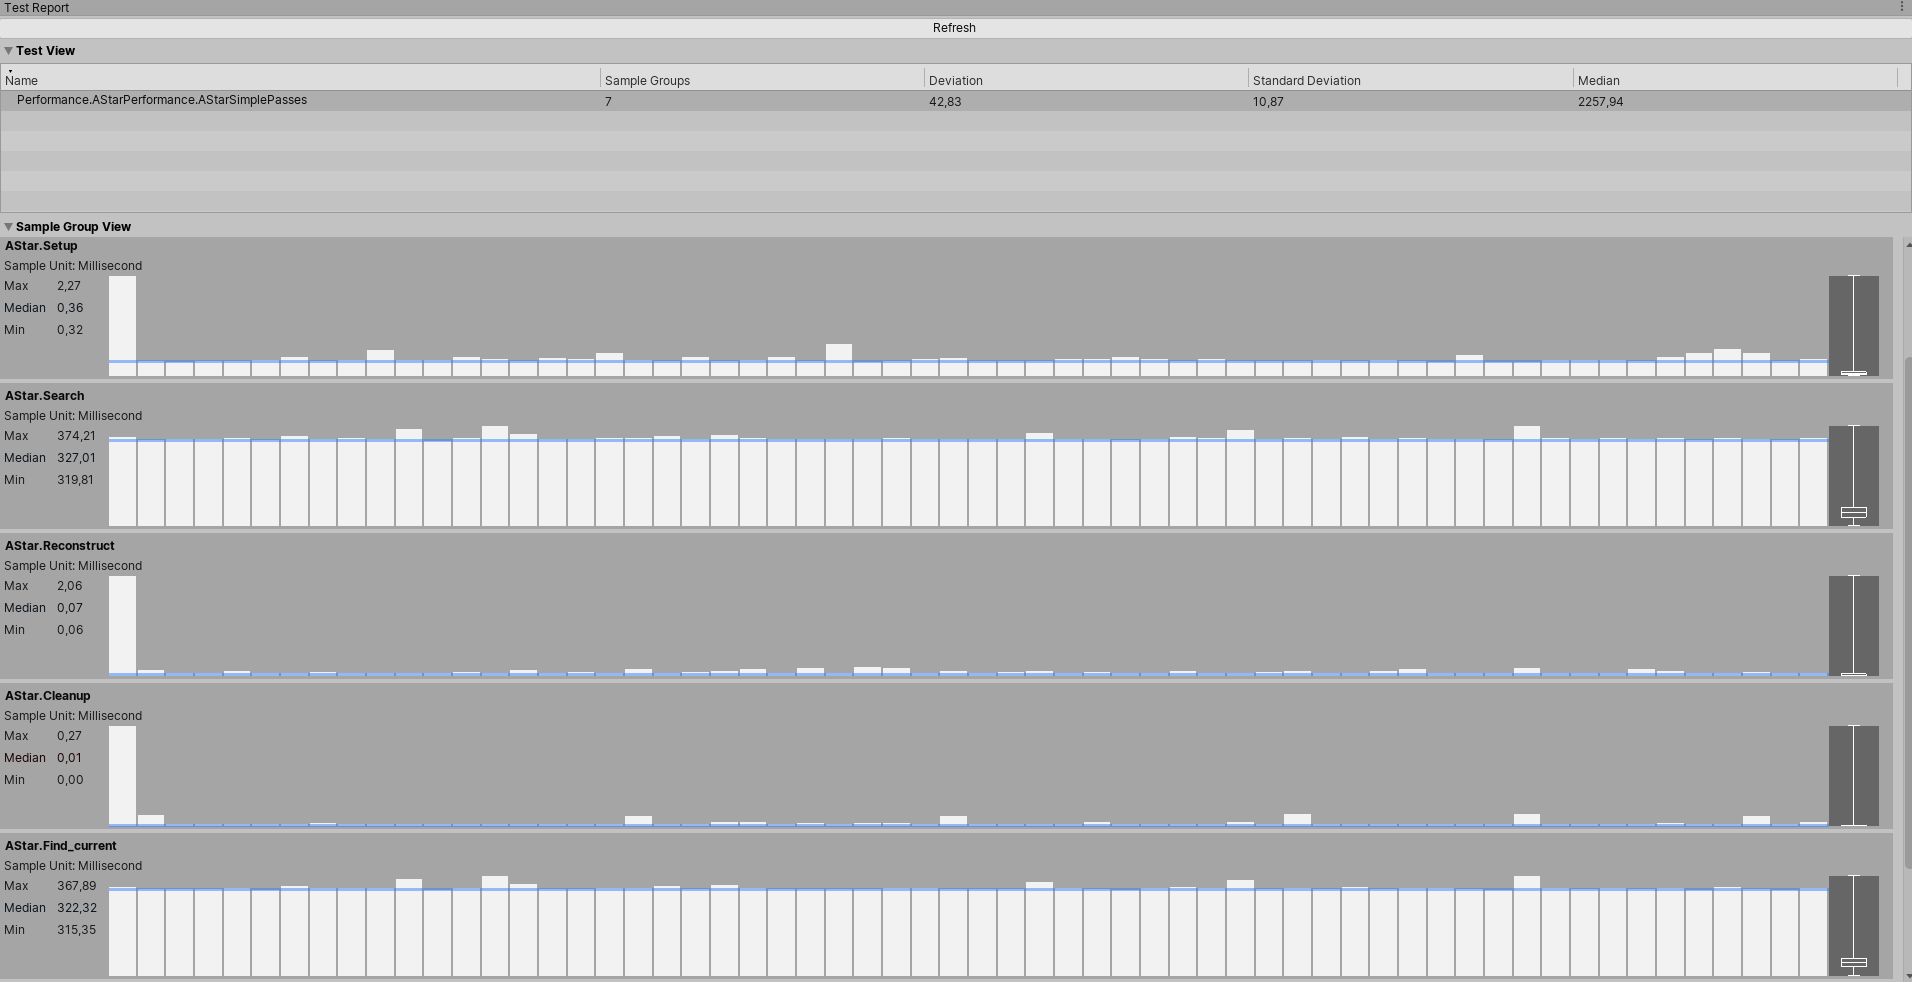 Test Report
Refresh
Test View
Name Sample Groups Deviation Standard Deviation Median
Performance.AStarPerformance.AStarSimplePasses 7 42,83 10,87 2257,94
Sample Group View
AStar.Setup
Sample Unit: Millisecond
Max 2,27
Median 0,36
Min 0,32
AStar.Search
Sample Unit: Millisecond
Max 374,21
Median 327,01
Min 319,81
AStar.Reconstruct
Sample Unit: Millisecond
Max 2,06
Median 0,07
Min 0,06
AStar.Cleanup
Sample Unit: Millisecond
Max 0,27
Median 0,01
Min 0,00
AStar.Find_current
Sample Unit: Millisecond
Max 367,89
Median 322,32
Min 315,35